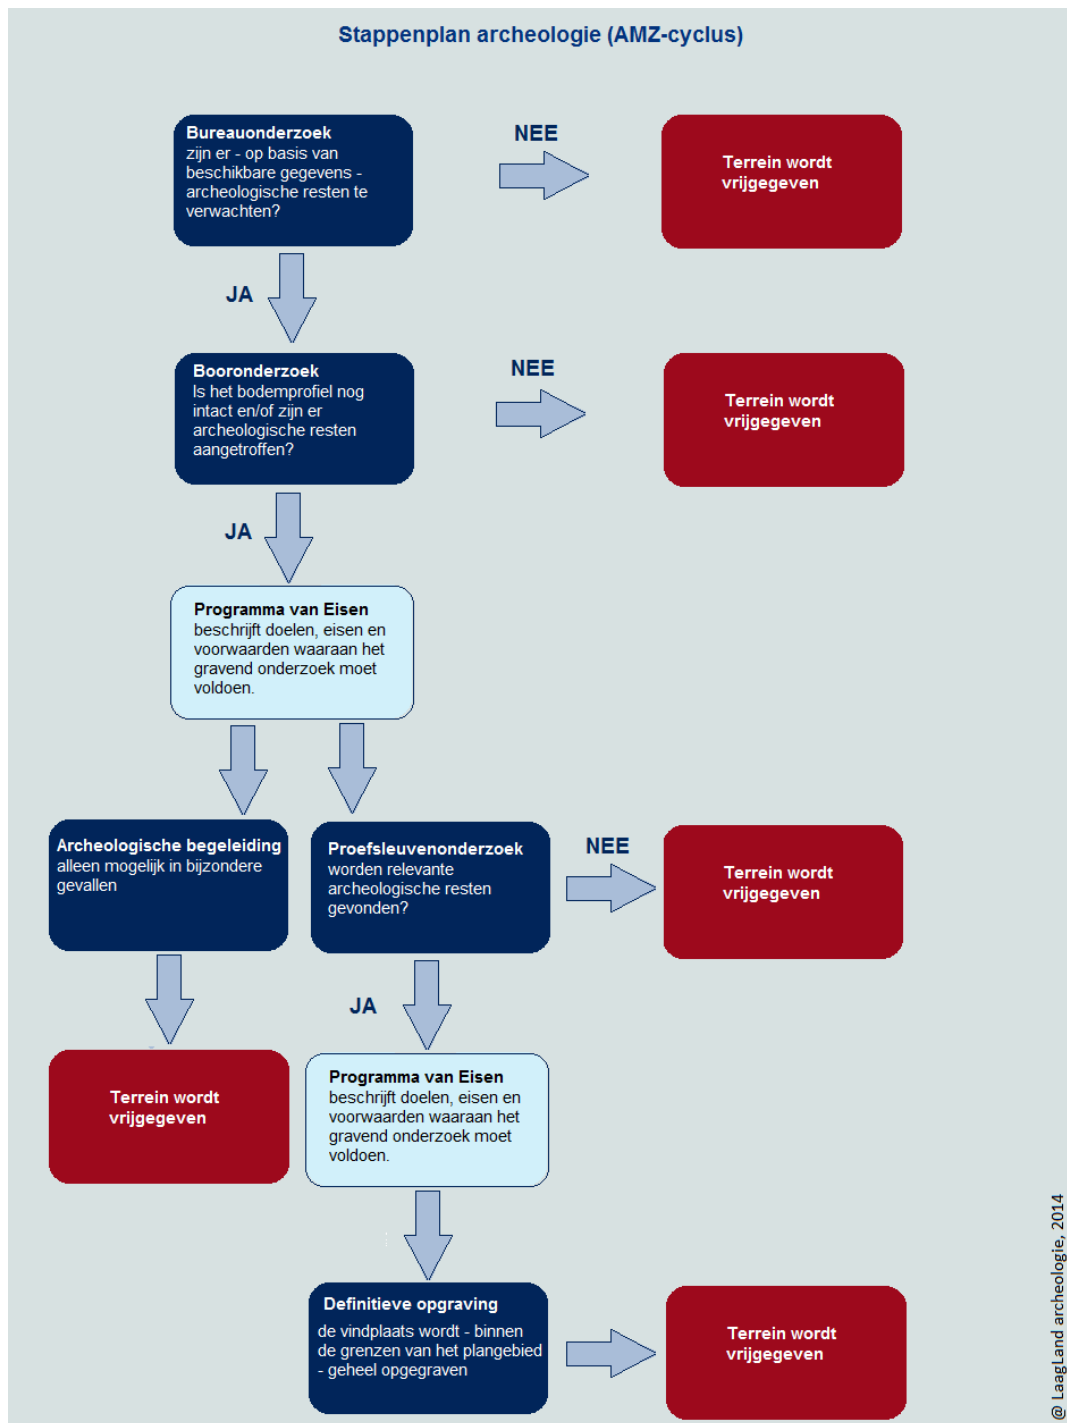 Stappenplan archeologie (AMZ-cyclus)
Bureauonderzoek
zijn er - op basis van
beschikbare gegevens -
archeologische resten te
verwachten?
NEE
Terrein wordt
vrijgegeven
JA
Booronderzoek
Is het bodemprofiel nog
intact en/of zijn er
archeologische resten
aangetroffen?
NEE
Terrein wordt
vrijgegeven
JA
Programma van Eisen
beschrijft doelen, eisen en
voorwaarden waaraan het
gravend onderzoek moet
voldoen.
Archeologische begeleiding
alleen mogelijk in bijzondere
gevallen
Proefsleuvenonderzoek
worden relevante
archeologische resten
gevonden?
NEE
Terrein wordt
vrijgegeven
JA
Terrein wordt
vrijgegeven
Programma van Eisen
beschrijft doelen, eisen en
voorwaarden waaraan het
gravend onderzoek moet
voldoen.
Definitieve opgraving
de vindplaats wordt - binnen
de grenzen van het plangebied
- geheel opgegraven
Terrein wordt
vrijgegeven
@ LaagLand archeologie, 2014